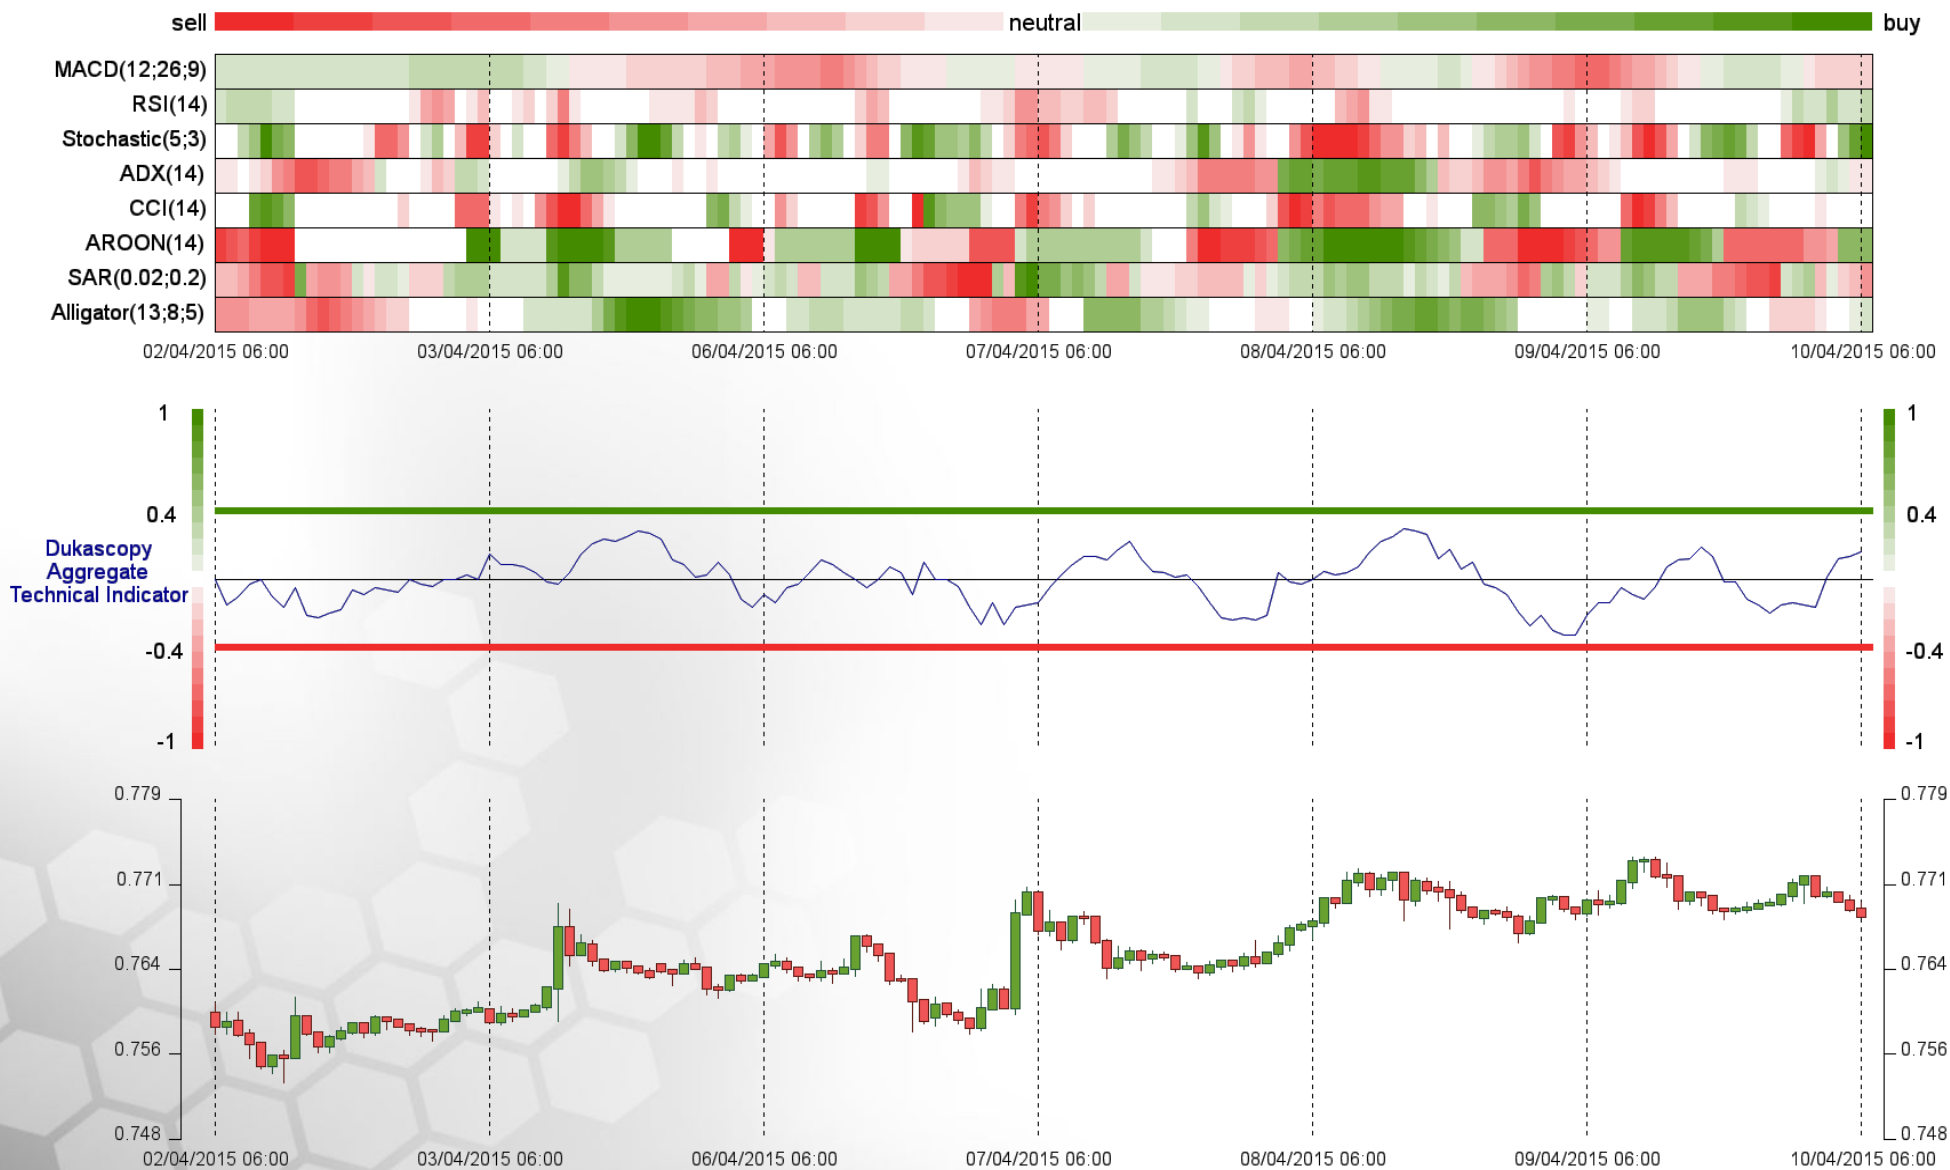 sell neutral buy
MACD(12;26;9)
RSI(14)
Stochastic(5;3)
ADX(14)
CCI(14)
AROON(14)
SAR(0.02;0.2)
Alligator(13;8;5)
02/04/2015 06:00 03/04/2015 06:00 06/04/2015 06:00 07/04/2015 06:00 08/04/2015 06:00 09/04/2015 06:00 10/04/2015 06:00
1 1
0.4 0.4
Dukascopy
Aggregate
Technical Indicator
-0.4 -0.4
-1 -1
0.779 0.779
0.771 0.771
0.764 0.764
0.756 0.756
0.748 0.748
02/04/2015 06:00 03/04/2015 06:00 06/04/2015 06:00 07/04/2015 06:00 08/04/2015 06:00 09/04/2015 06:00 10/04/2015 06:00